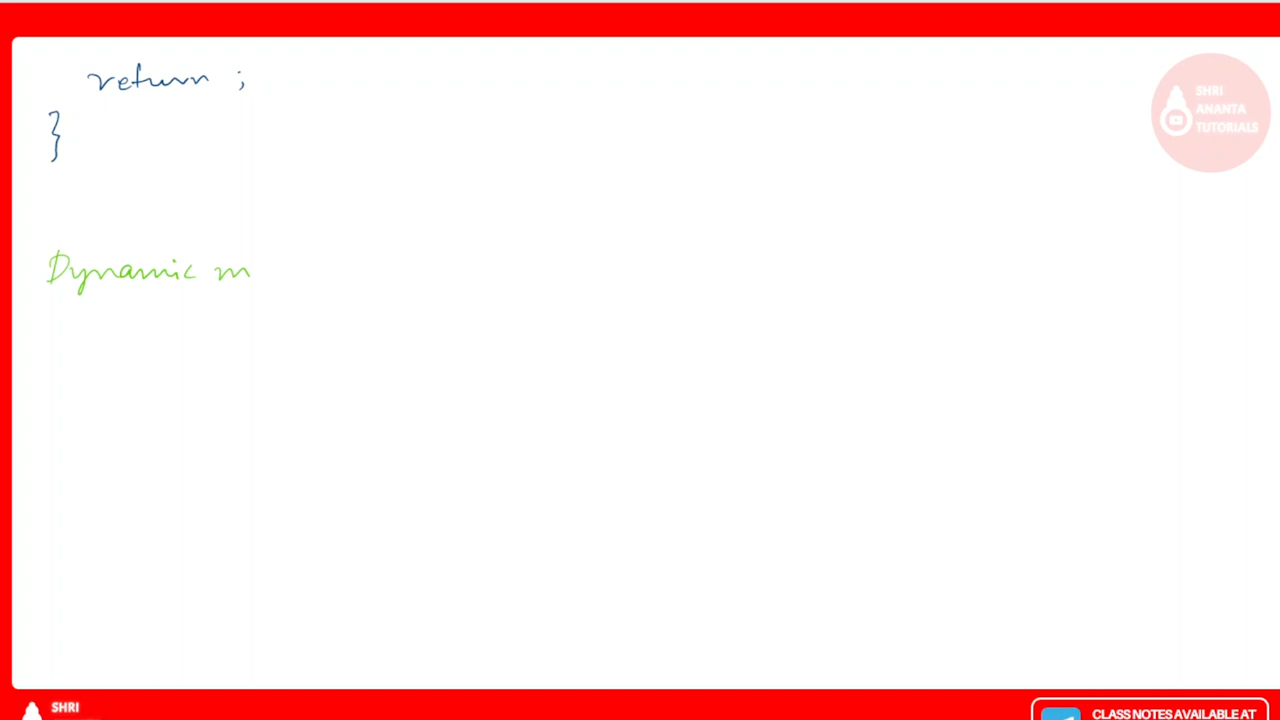 return ;
}
Dynamic m
SHRI
ANANTA
TUTORIALS
SHRI
CLASS NOTES AVAILABLE AT